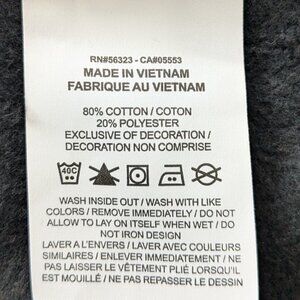 RN#56323 - CA#05553
MADE IN VIETNAM
FABRIQUE AU VIETNAM
80% COTTON / COTON
20% POLYESTER
EXCLUSIVE OF DECORATION /
DECORATION NON COMPRISE
40C
WASH INSIDE OUT / WASH WITH LIKE
COLORS / REMOVE IMMEDIATELY / DO NOT
ALLOW TO LAY ON ITSELF WHEN WET / DO
NOT IRON OVER DESIGN
LAVER A L'ENVERS / LAVER AVEC COULEURS
SIMILAIRES / ENLEVER IMMÉDIATEMENT / NE
PAS LAISSER LE VÊTEMENT PLIÉ LORSQU'IL
EST MOUILLÉ / NE PAS REPASSER LE DESSIN